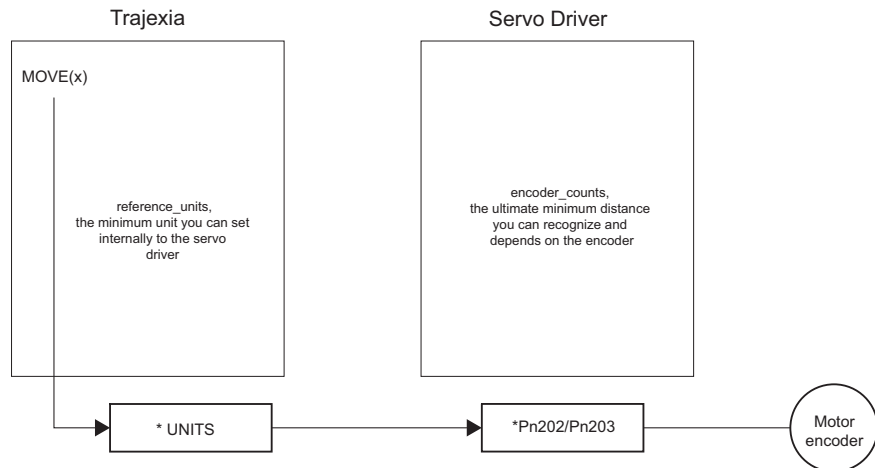 Trajexia
Servo Driver
MOVE(x)
reference_units,
the minimum unit you can set
internally to the servo
driver
encoder_counts,
the ultimate minimum distance
you can recognize and
depends on the encoder
* UNITS
*Pn202/Pn203
Motor
encoder